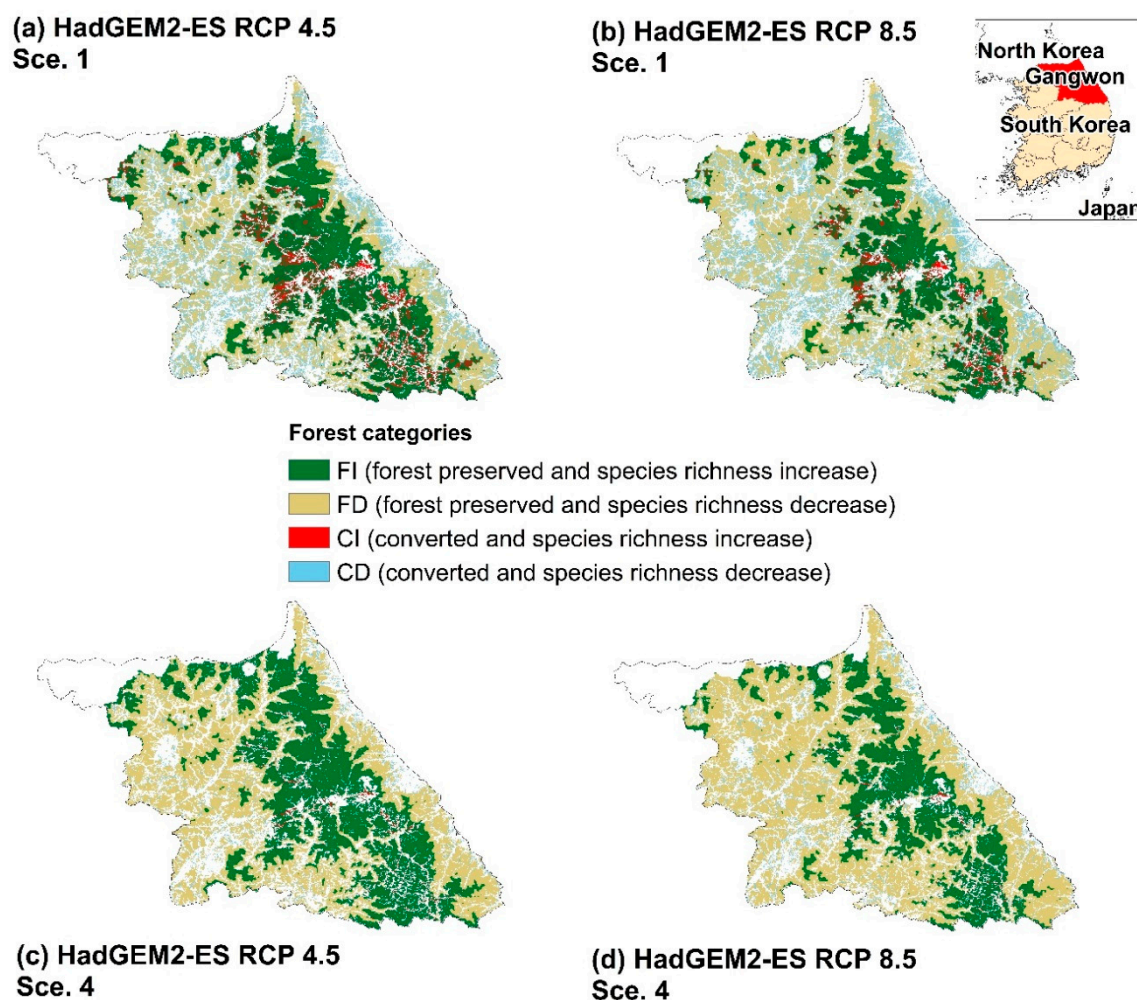 (a) HadGEM2-ES RCP 4.5
Sce. 1
(b) HadGEM2-ES RCP 8.5
Sce. 1
North Korea
Gangwon
South Korea
Japan
Forest categories
FI (forest preserved and species richness increase)
FD (forest preserved and species richness decrease)
CI (converted and species richness increase)
CD (converted and species richness decrease)
(c) HadGEM2-ES RCP 4.5
Sce. 4
(d) HadGEM2-ES RCP 8.5
Sce. 4